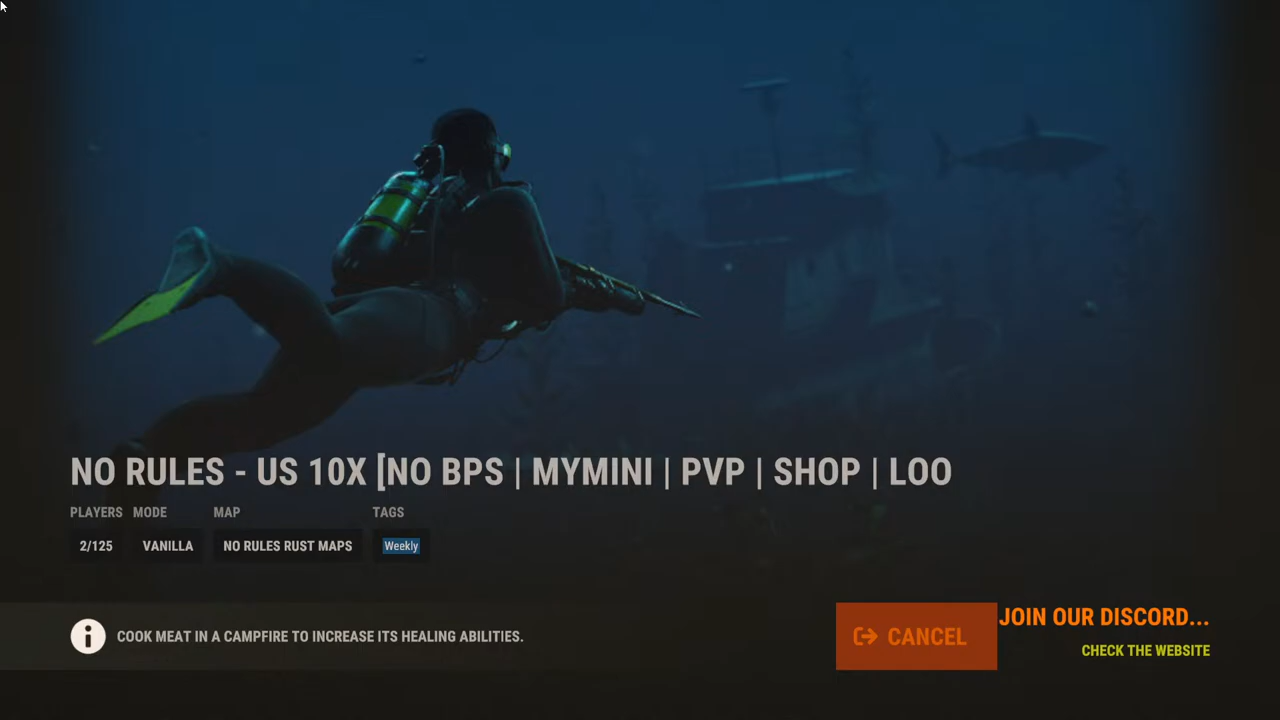 NO RULES - US 10X [NO BPS | MYMINI | PVP | SHOP | LOO
PLAYERS MODE MAP TAGS
2/125 VANILLA NO RULES RUST MAPS Weekly
COOK MEAT IN A CAMPFIRE TO INCREASE ITS HEALING ABILITIES.
CANCEL
JOIN OUR DISCORD...
CHECK THE WEBSITE